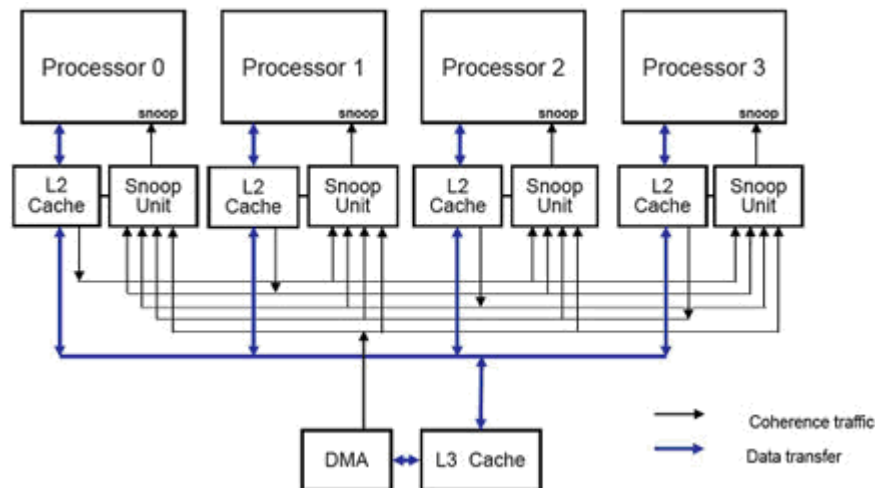 Processor 0
Processor 1
Processor 2
Processor 3
snoop
snoop
snoop
snoop
L2
Cache
Snoop
Unit
L2
Cache
Snoop
Unit
L2
Cache
Snoop
Unit
L2
Cache
Snoop
Unit
DMA
L3 Cache
Coherence traffic
Data transfer